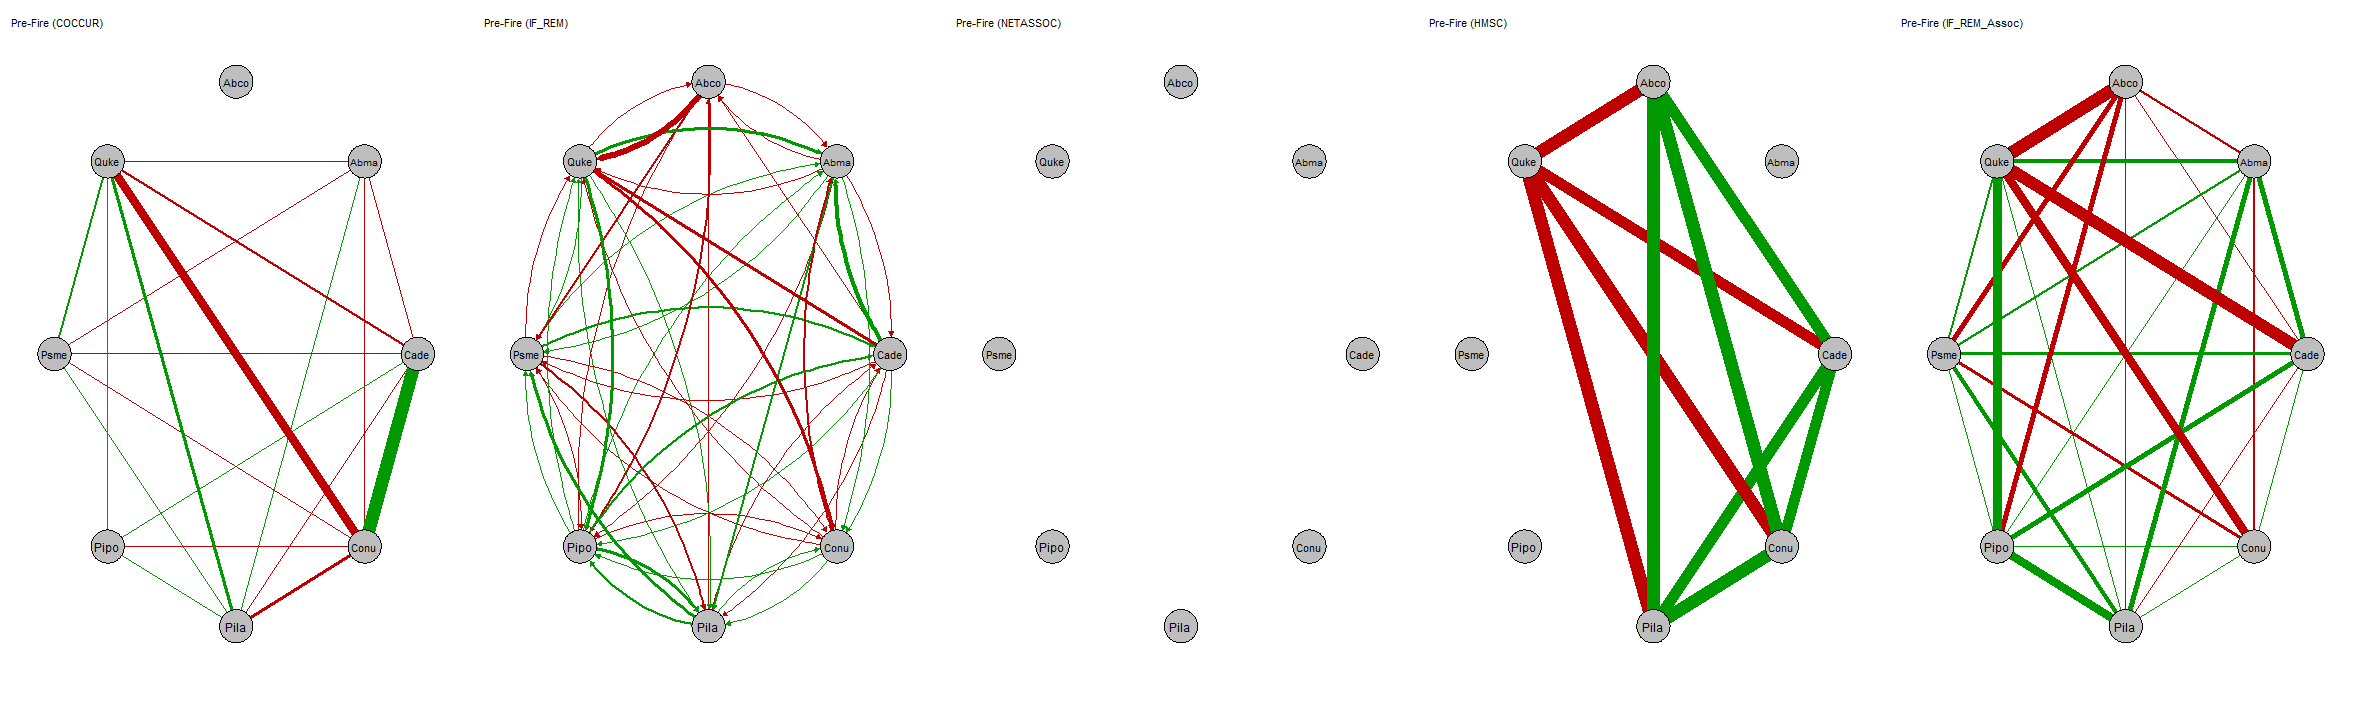 Pre-Fire (COCCUR)
Abco
Quke
Abma
Psme
Cade
Pipo
Conu
Pila
Pre-Fire (IF_REM)
Abco
Quke
Abma
Psme
Cade
Pipo
Conu
Pila
Pre-Fire (NETASSOC)
Abco
Quke
Abma
Psme
Cade
Pipo
Conu
Pila
Pre-Fire (HMSC)
Abco
Quke
Abma
Psme
Cade
Pipo
Conu
Pila
Pre-Fire (IF_REM_Assoc)
Abco
Quke
Abma
Psme
Cade
Pipo
Conu
Pila